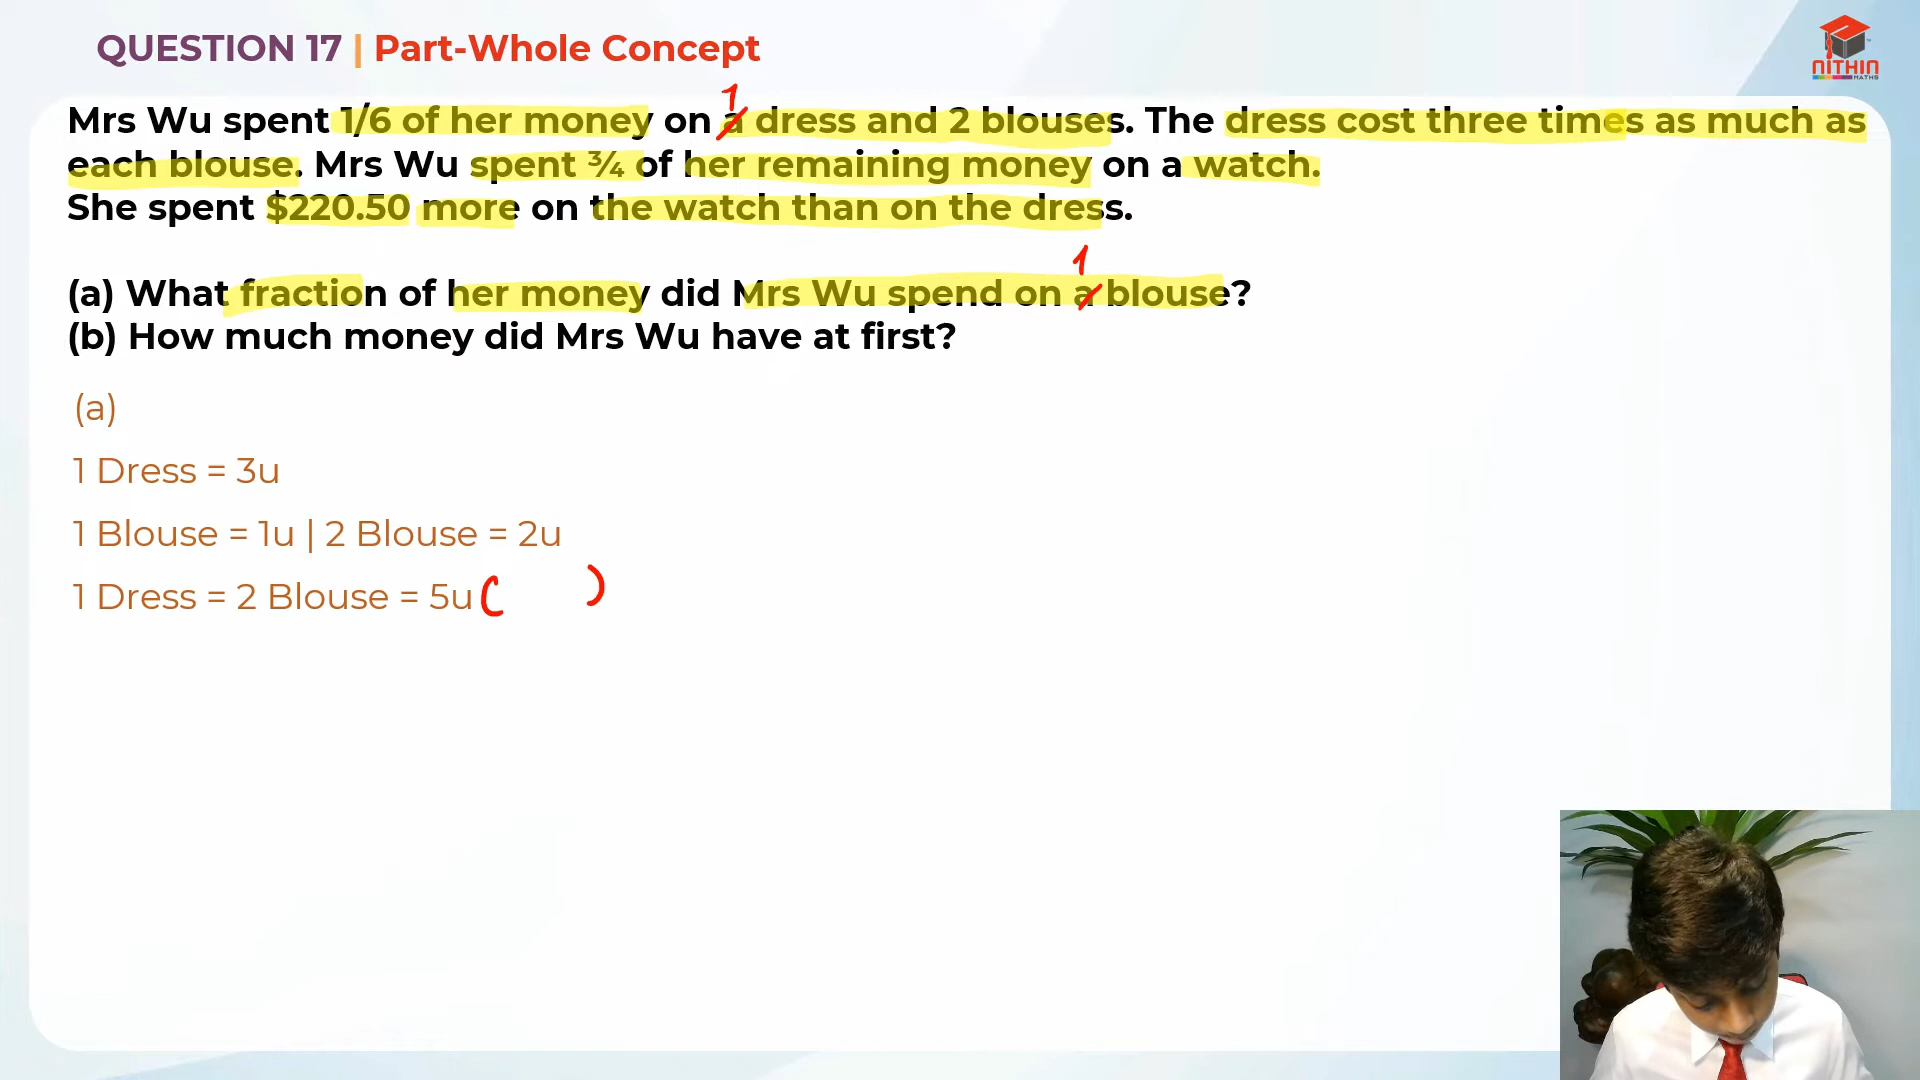 QUESTION 17 | Part-Whole Concept
NITHIN
MATHS
1
Mrs Wu spent 1/6 of her money on a dress and 2 blouses. The dress cost three times as much as
each blouse. Mrs Wu spent ¾ of her remaining money on a watch.
She spent $220.50 more on the watch than on the dress.
1
(a) What fraction of her money did Mrs Wu spend on a blouse?
(b) How much money did Mrs Wu have at first?
(a)
1 Dress = 3u
1 Blouse = 1u | 2 Blouse = 2u
1 Dress = 2 Blouse = 5u ( )